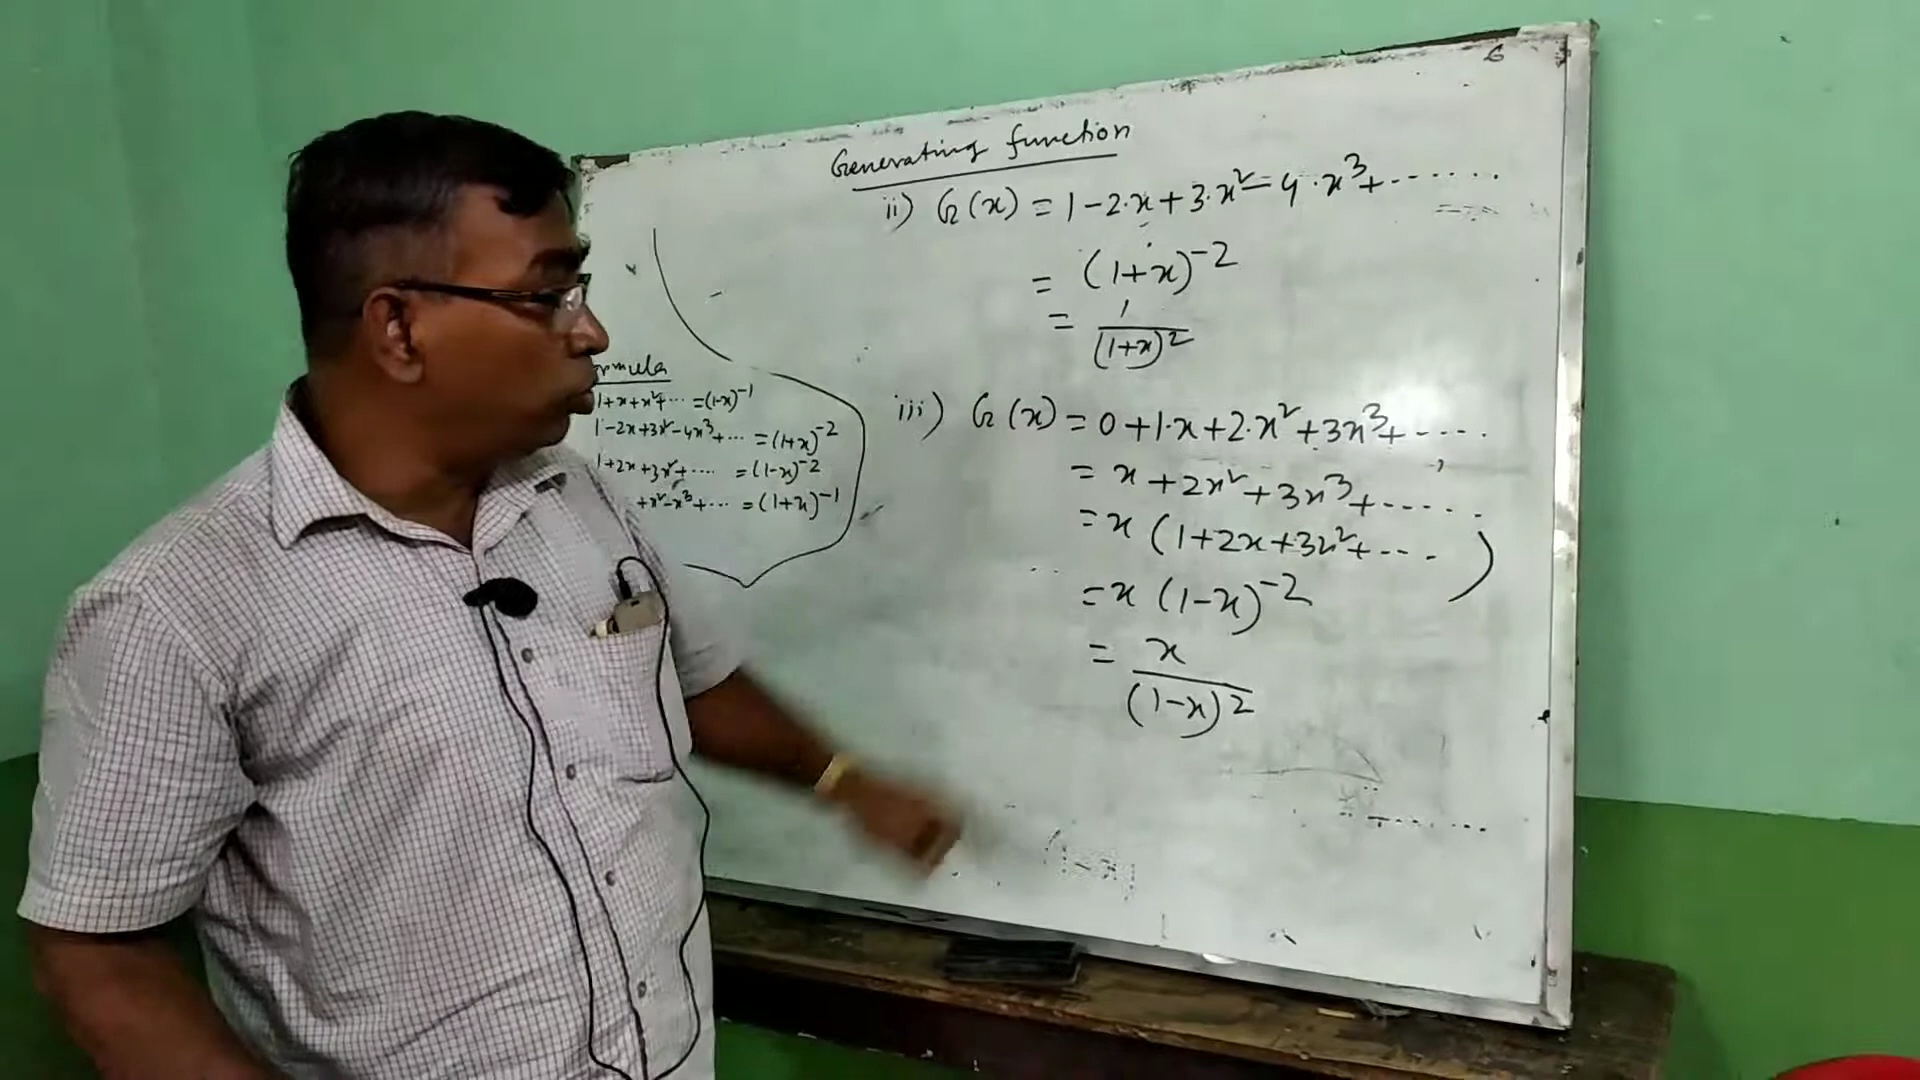 6
Generating function
ii) G(x) = 1-2·x+3·x²-4·x³+.......
= (1+x)⁻²
= 1/(1+x)²
1+x+x²+... =(1-x)⁻¹
1-2x+3x²-4x³+... =(1+x)⁻²
1+2x+3x²+.... =(1-x)⁻²
+x²-x³+... =(1+x)⁻¹
iii) G(x) = 0+1·x+2·x²+3x³+.....
= x+2x²+3x³+.....
= x(1+2x+3x²+....)
= x(1-x)⁻²
= x/(1-x)²